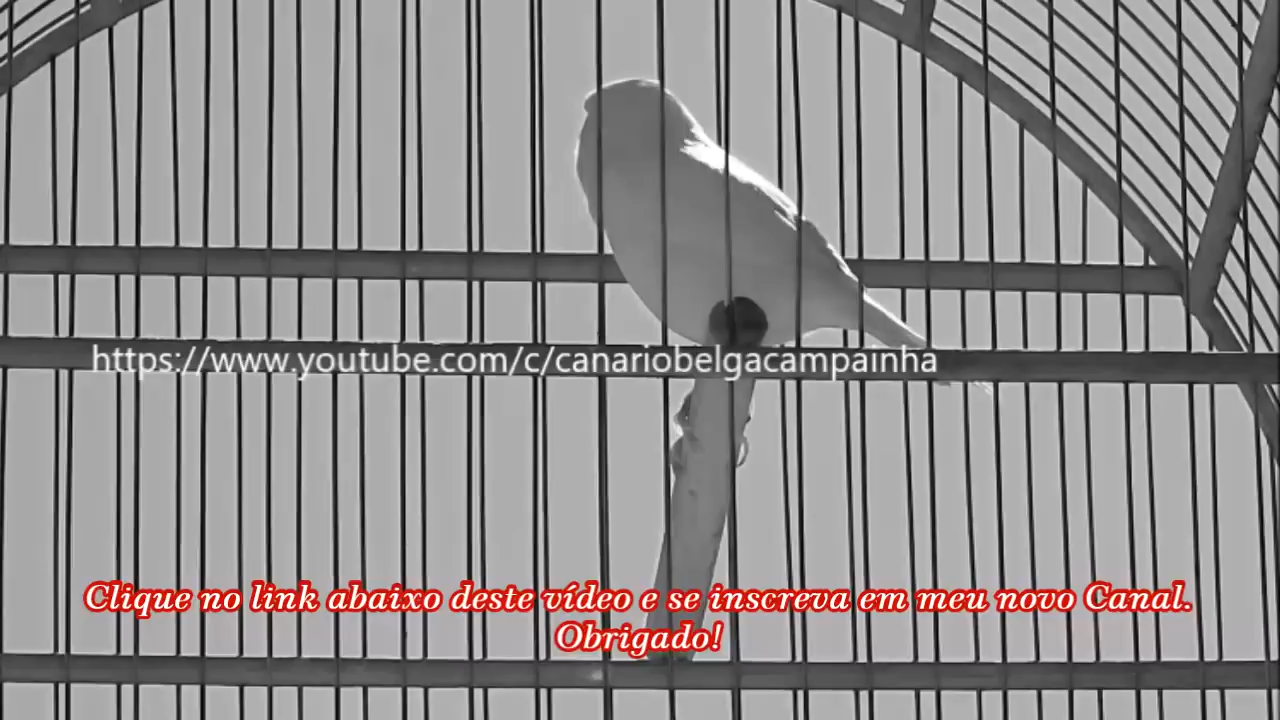 https://www.youtube.com/c/canariobelgacampainha
Clique no link abaixo deste vídeo e se inscreva em meu novo Canal.
Obrigado!